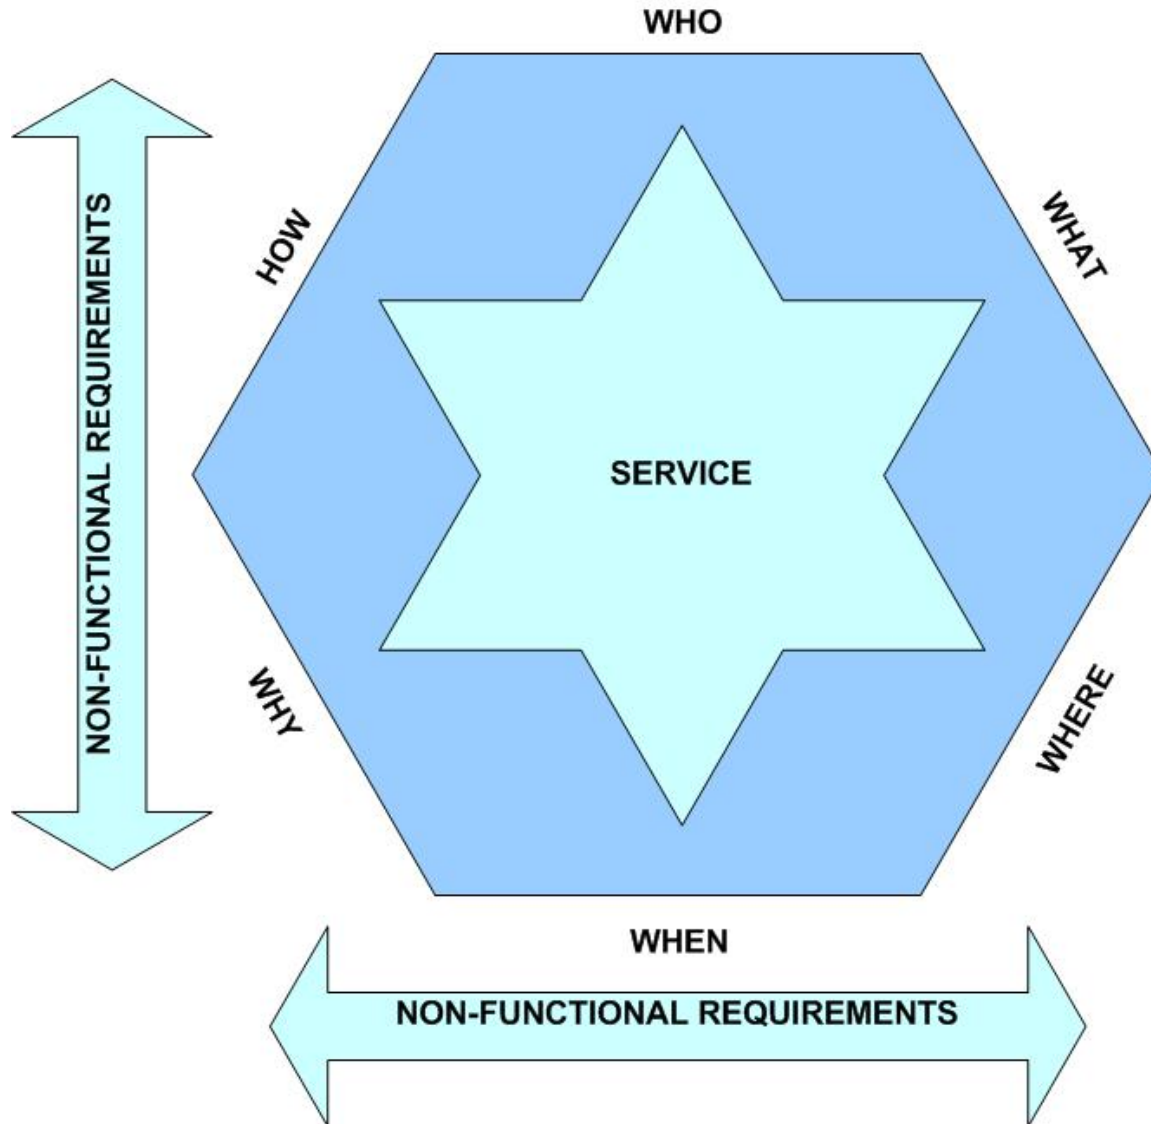 WHO
HOW
WHAT
NON-FUNCTIONAL REQUIREMENTS
SERVICE
WHY
WHERE
WHEN
NON-FUNCTIONAL REQUIREMENTS